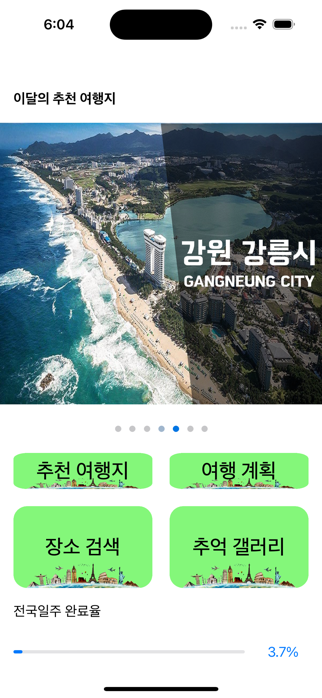 6:04
이달의 추천 여행지
강원 강릉시
GANGNEUNG CITY
추천 여행지
여행 계획
장소 검색
추억 갤러리
전국일주 완료율
3.7%